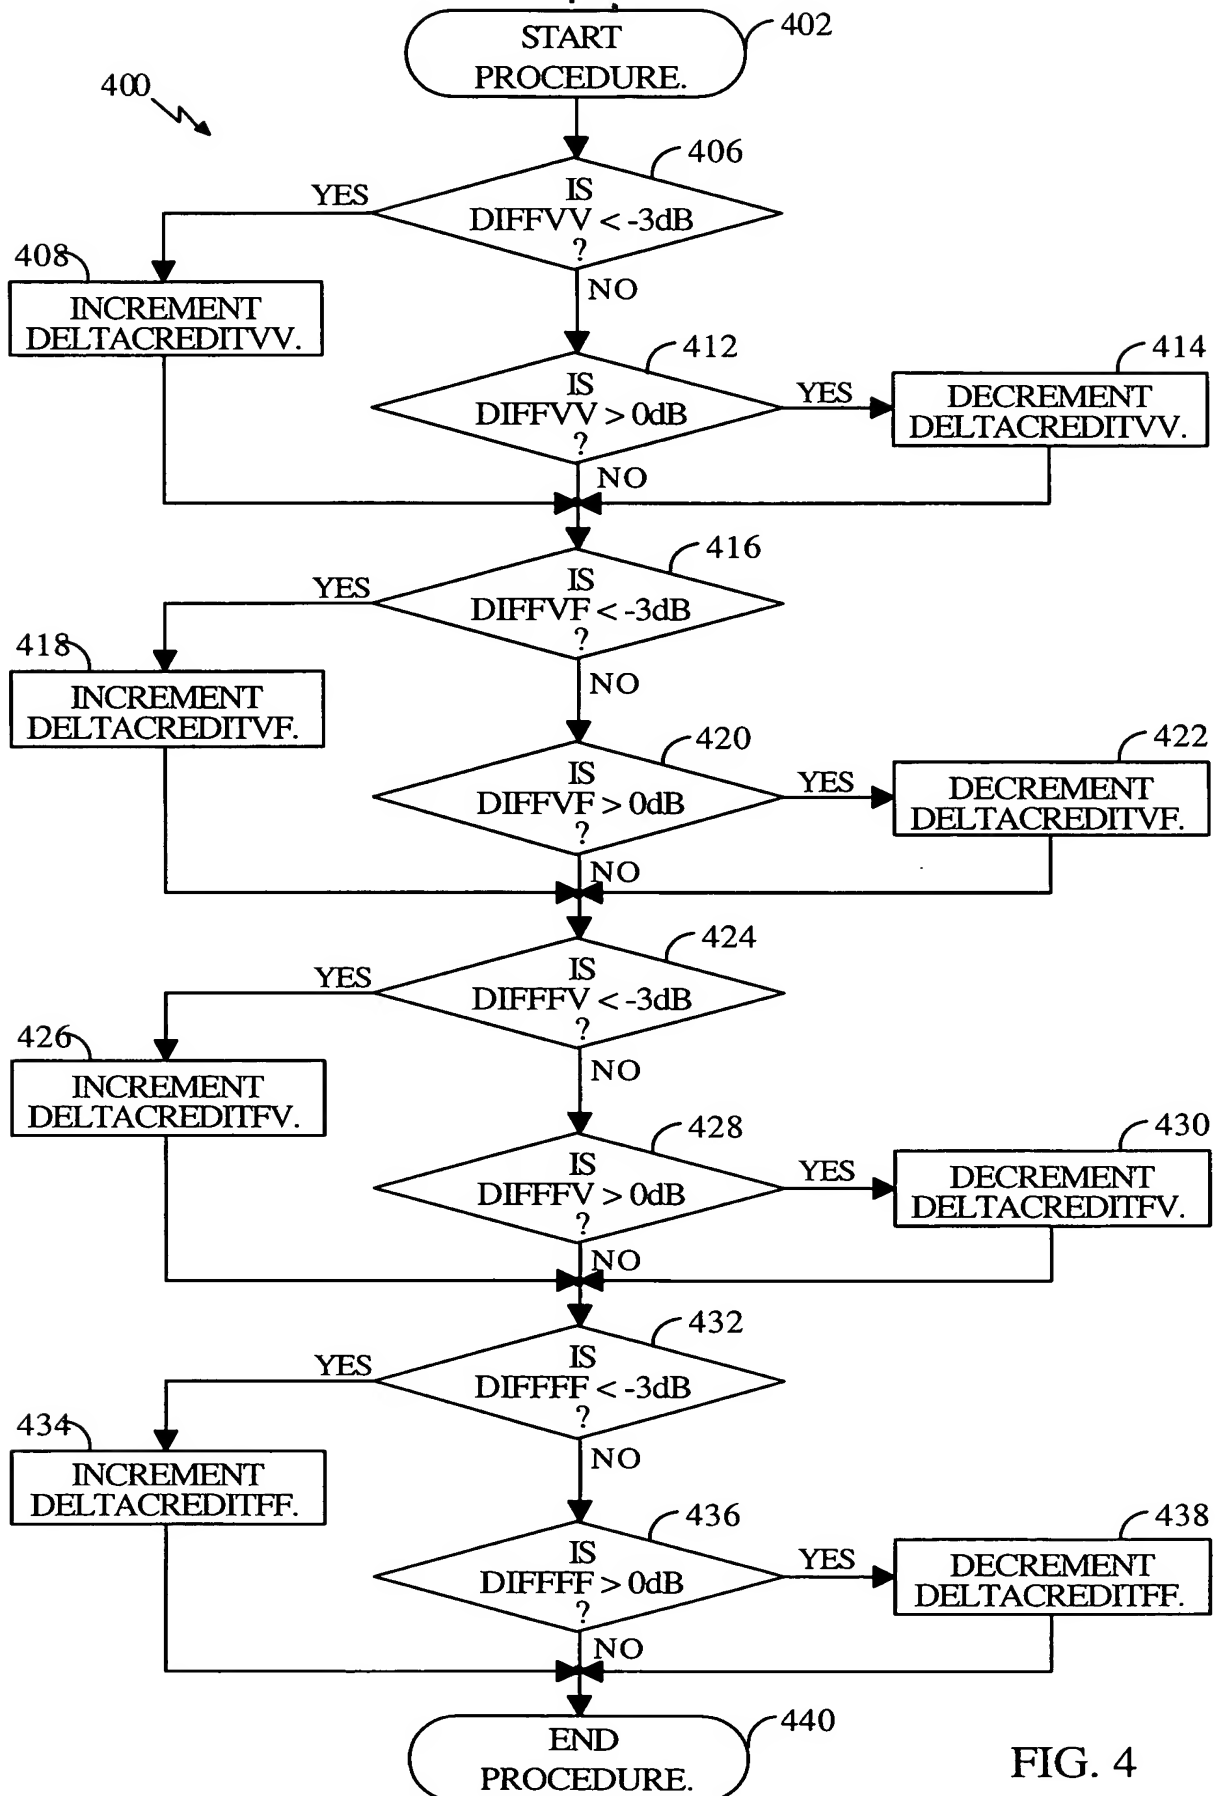 START
PROCEDURE.
402
400
406
YES
IS
DIFFVV < -3dB
?
408
NO
INCREMENT
DELTACREDITVV.
412
414
IS
DIFFVV > 0dB
?
YES
DECREMENT
DELTACREDITVV.
NO
416
YES
IS
DIFFVF < -3dB
?
418
NO
INCREMENT
DELTACREDITVF.
420
422
IS
DIFFVF > 0dB
?
YES
DECREMENT
DELTACREDITVF.
NO
424
YES
IS
DIFFFV < -3dB
?
426
NO
INCREMENT
DELTACREDITFV.
428
430
IS
DIFFFV > 0dB
?
YES
DECREMENT
DELTACREDITFV.
NO
432
YES
IS
DIFFFF < -3dB
?
434
NO
INCREMENT
DELTACREDITFF.
436
438
IS
DIFFFF > 0dB
?
YES
DECREMENT
DELTACREDITFF.
NO
END
PROCEDURE.
440
FIG. 4